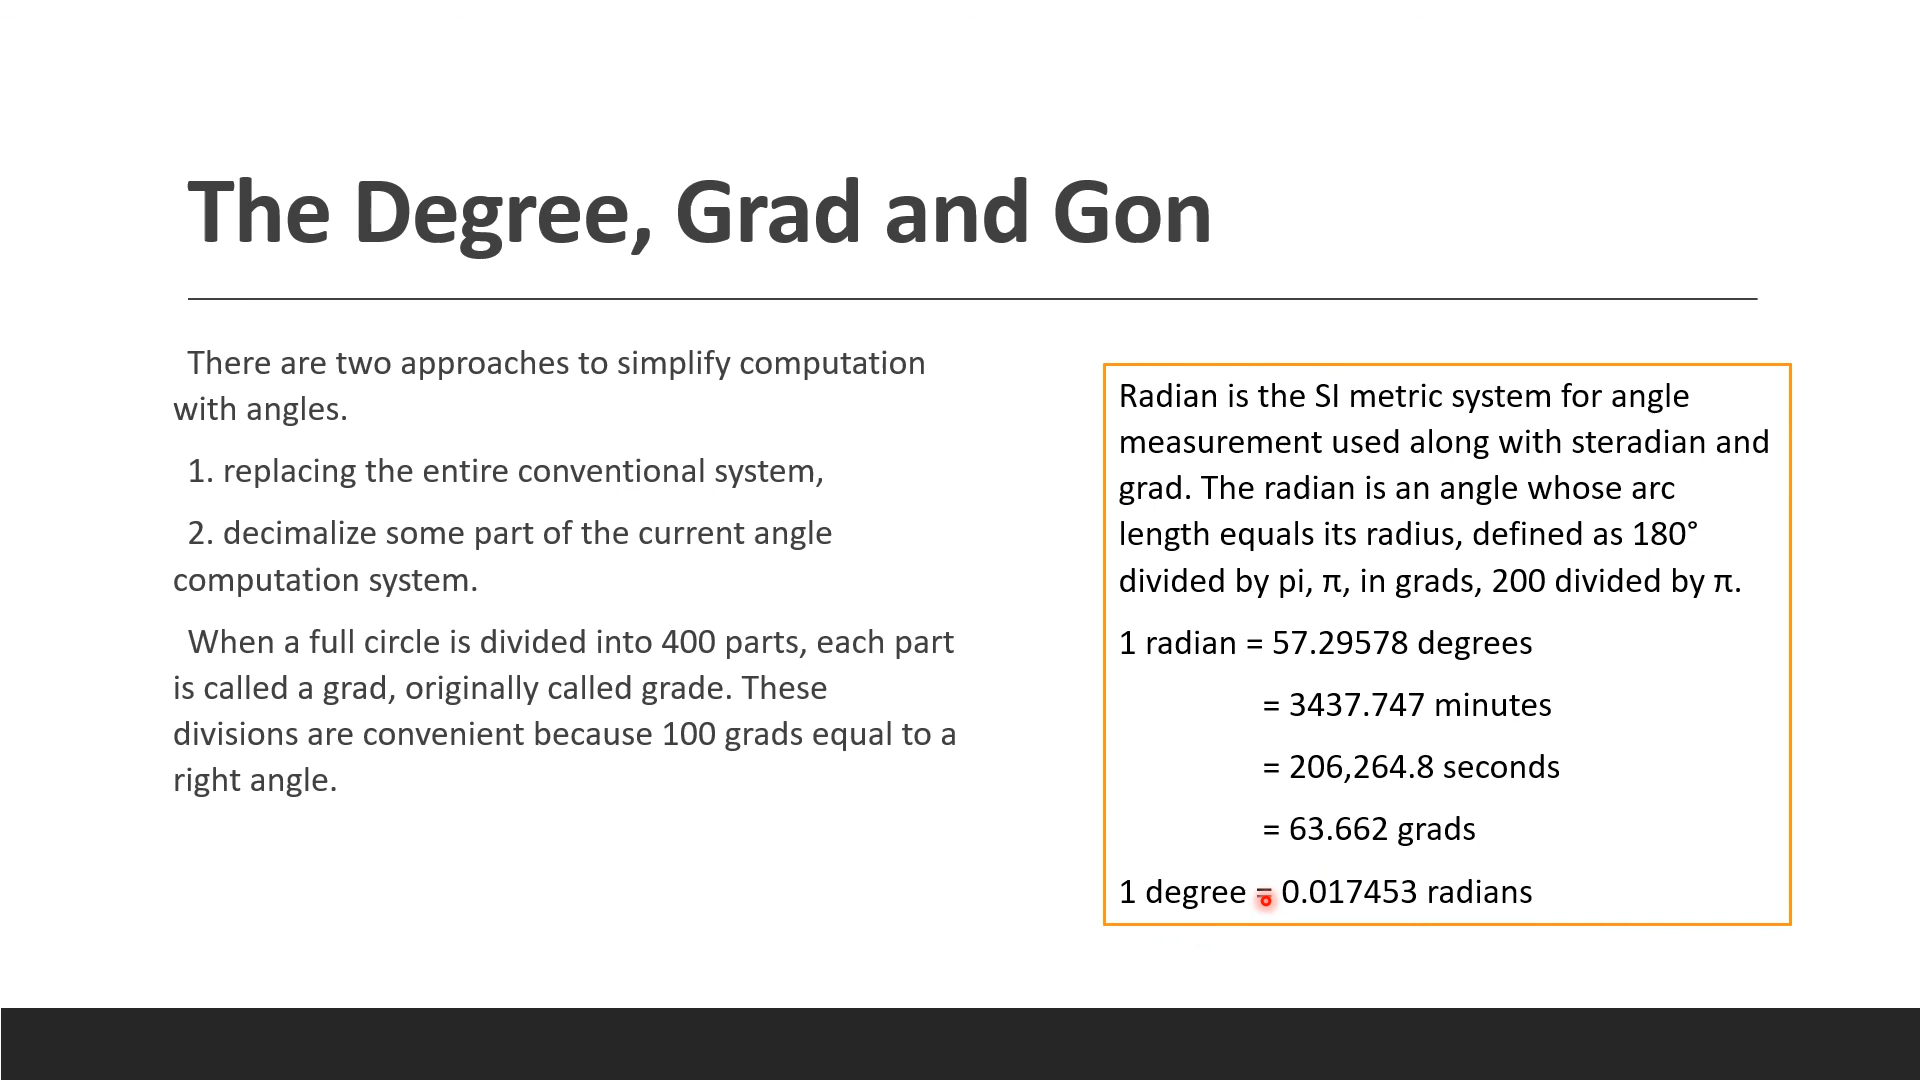 The Degree, Grad and Gon
There are two approaches to simplify computation
with angles.
1. replacing the entire conventional system,
2. decimalize some part of the current angle
computation system.
When a full circle is divided into 400 parts, each part
is called a grad, originally called grade. These
divisions are convenient because 100 grads equal to a
right angle.
Radian is the SI metric system for angle
measurement used along with steradian and
grad. The radian is an angle whose arc
length equals its radius, defined as 180°
divided by pi, π, in grads, 200 divided by π.
1 radian = 57.29578 degrees
= 3437.747 minutes
= 206,264.8 seconds
= 63.662 grads
1 degree = 0.017453 radians